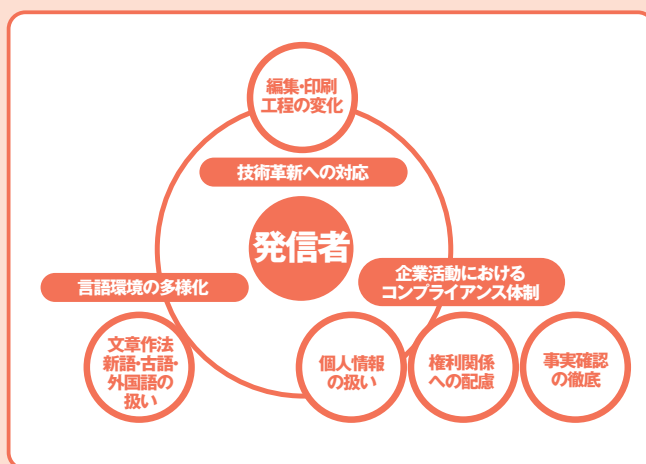 編集・印刷
工程の変化
技術革新への対応
発信者
言語環境の多様化
企業活動における
コンプライアンス体制
文章作法
新語・古語・
外国語の
扱い
個人情報
の扱い
権利関係
への配慮
事実確認
の徹底